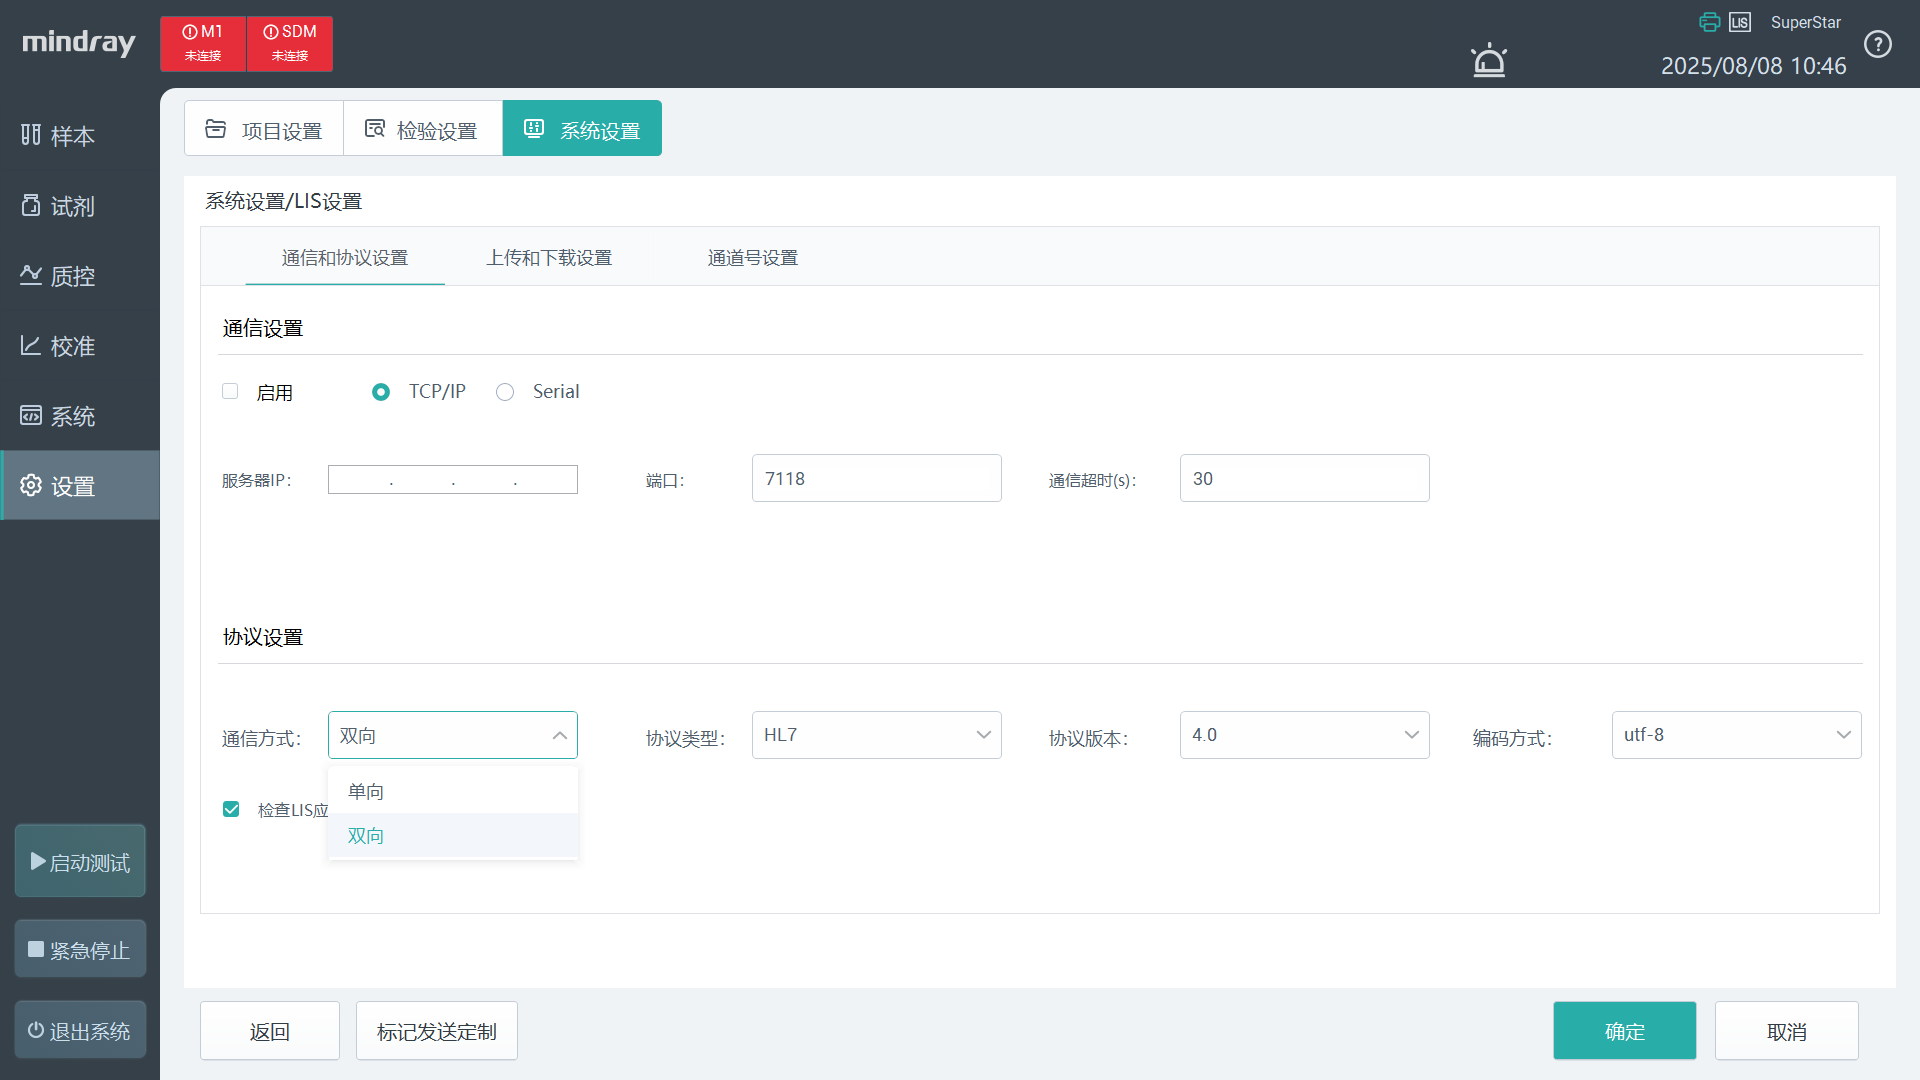 mindray
M1
未连接
SDM
未连接
LIS
SuperStar
2025/08/08 10:46
样本
试剂
质控
校准
系统
设置
启动测试
紧急停止
退出系统
项目设置
检验设置
系统设置
系统设置/LIS设置
通信和协议设置
上传和下载设置
通道号设置
通信设置
启用
TCP/IP
Serial
服务器IP:
. . .
端口:
7118
通信超时(s):
30
协议设置
通信方式:
双向
协议类型:
HL7
协议版本:
4.0
编码方式:
utf-8
单向
双向
检查LIS应
返回
标记发送定制
确定
取消